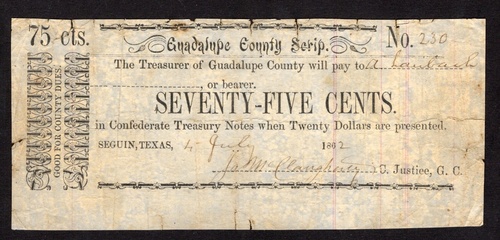 75 cts.
Guadalupe County Scrip.
No. 230
The Treasurer of Guadalupe County will pay to A
or bearer.
SEVENTY-FIVE CENTS.
in Confederate Treasury Notes when Twenty Dollars are presented.
SEGUIN, TEXAS, 4 July 1862
C. Justice, G. C.
GOOD FOR COUNTY DUES.